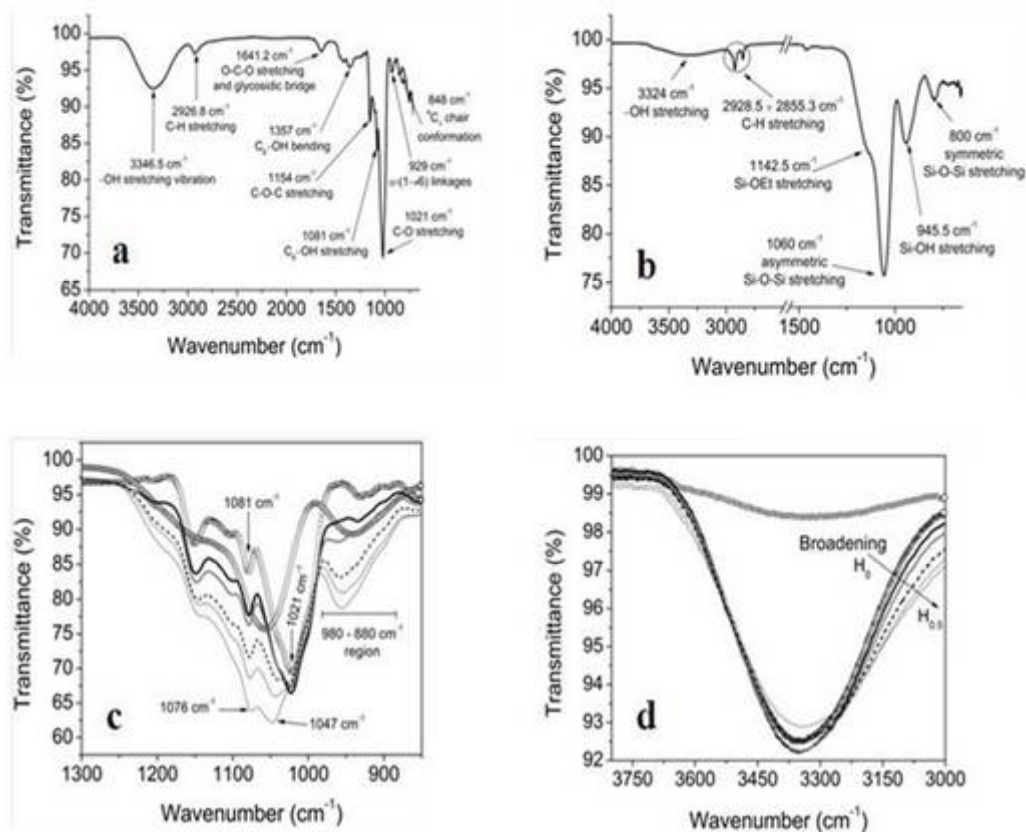 Transmittance (%)
100
95
90
85
80
75
70
65
1641.2 cm⁻¹
O-C-O stretching
and glycosidic bridge
2926.8 cm⁻¹
C-H stretching
3346.5 cm⁻¹
-OH stretching vibration
1357 cm⁻¹
-OH bending
1154 cm⁻¹
C-O-C stretching
1081 cm⁻¹
-OH stretching
848 cm⁻¹
chair
conformation
929 cm⁻¹
(1→6) linkages
1021 cm⁻¹
C-O stretching
a
4000 3500 3000 2500 2000 1500 1000
Wavenumber (cm⁻¹)
Transmittance (%)
100
95
90
85
80
75
3324 cm⁻¹
-OH stretching
2928.5 + 2855.3 cm⁻¹
C-H stretching
1142.5 cm⁻¹
Si-OEt stretching
800 cm⁻¹
symmetric
Si-O-Si stretching
1060 cm⁻¹
asymmetric
Si-O-Si stretching
945.5 cm⁻¹
Si-OH stretching
b
4000 3500 3000 1500 1000
Wavenumber (cm⁻¹)
Transmittance (%)
100
95
90
85
80
75
70
65
60
1081 cm⁻¹
1021 cm⁻¹
980 - 880 cm⁻¹
region
1076 cm⁻¹
1047 cm⁻¹
c
1300 1200 1100 1000 900
Wavenumber (cm⁻¹)
Transmittance (%)
100
99
98
97
96
95
94
93
92
Broadening
H₀
d
3750 3600 3450 3300 3150 3000
Wavenumber (cm⁻¹)